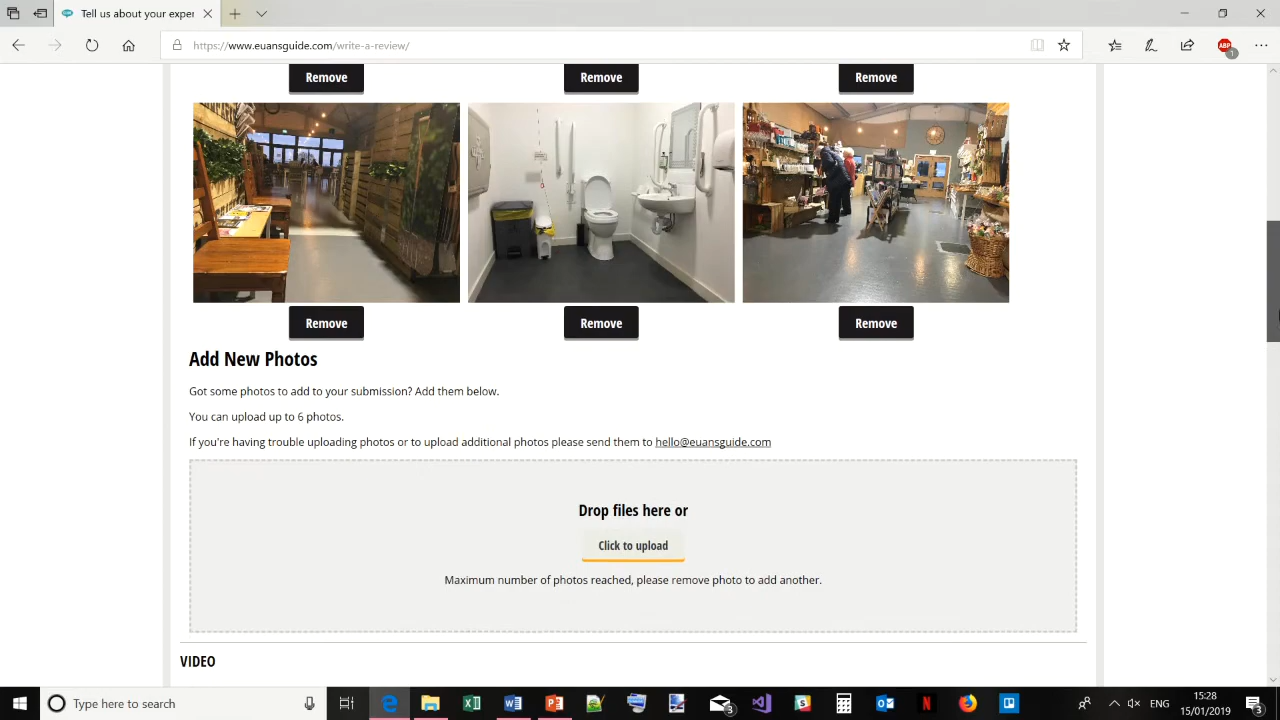 Tell us about your exper
https://www.euansguide.com/write-a-review/
ABP
1
Remove Remove Remove
Remove Remove Remove
Add New Photos
Got some photos to add to your submission? Add them below.
You can upload up to 6 photos.
If you're having trouble uploading photos or to upload additional photos please send them to hello@euansguide.com
Drop files here or
Click to upload
Maximum number of photos reached, please remove photo to add another.
VIDEO
Type here to search
3
ENG
15:28
15/01/2019
3